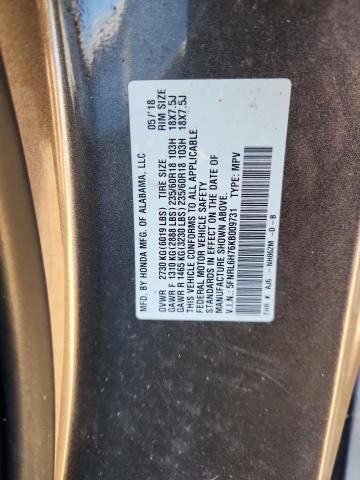 MFD. BY HONDA MFG. OF ALABAMA, LLC 05/'18
GVWR 2730 KG (6019 LBS) TIRE SIZE RIM SIZE
GAWR F 1310 KG (2888 LBS) 235/60R18 103H 18X7.5J
GAWR R 1465 KG (3230 LBS) 235/60R18 103H 18X7.5J
THIS VEHICLE CONFORMS TO ALL APPLICABLE
FEDERAL MOTOR VEHICLE SAFETY
STANDARDS IN EFFECT ON THE DATE OF
MANUFACTURE SHOWN ABOVE.
V.I.N.: 5FNRL6H76KB009731 TYPE: MPV
THR K AJ6 - NH862M - D - B